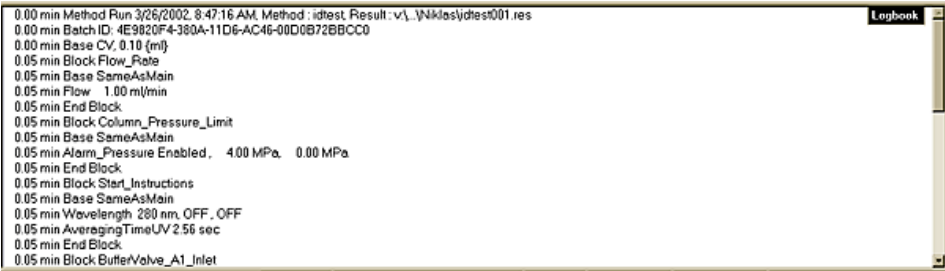 0.00 min Method Run 3/26/2002, 8:47:16 AM, Method : idtest, Result : v:\...\Niklas\idtest001.res
Logbook
0.00 min Batch ID: 4E9820F4-380A-11D6-AC46-00D0B72BBCC0
0.00 min Base CV, 0.10 {ml}
0.05 min Block Flow_Rate
0.05 min Base SameAsMain
0.05 min Flow 1.00 ml/min
0.05 min End Block
0.05 min Block Column_Pressure_Limit
0.05 min Base SameAsMain
0.05 min Alarm_Pressure Enabled , 4.00 MPa, 0.00 MPa
0.05 min End Block
0.05 min Block Start_Instructions
0.05 min Base SameAsMain
0.05 min Wavelength 280 nm, OFF , OFF
0.05 min AveragingTimeUV 2.56 sec
0.05 min End Block
0.05 min Block BufferValve_A1_Inlet